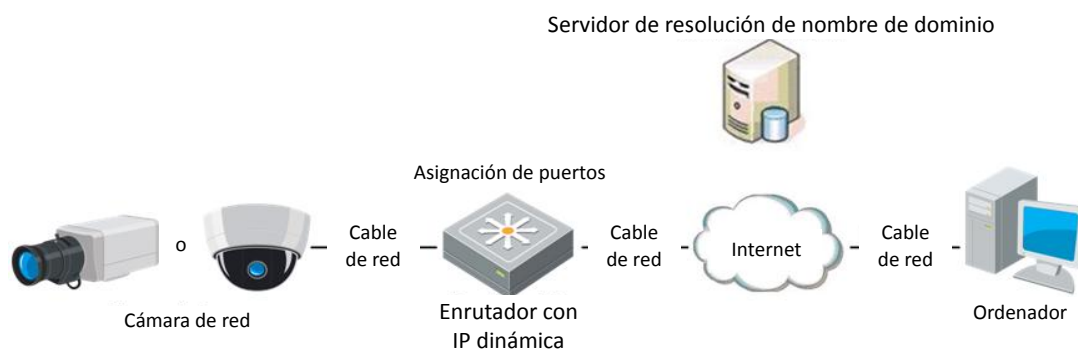 Servidor de resolución de nombre de dominio
Asignación de puertos
o
Cable
de red
Cable
de red
Internet
Cable
de red
Cámara de red
Enrutador con
IP dinámica
Ordenador